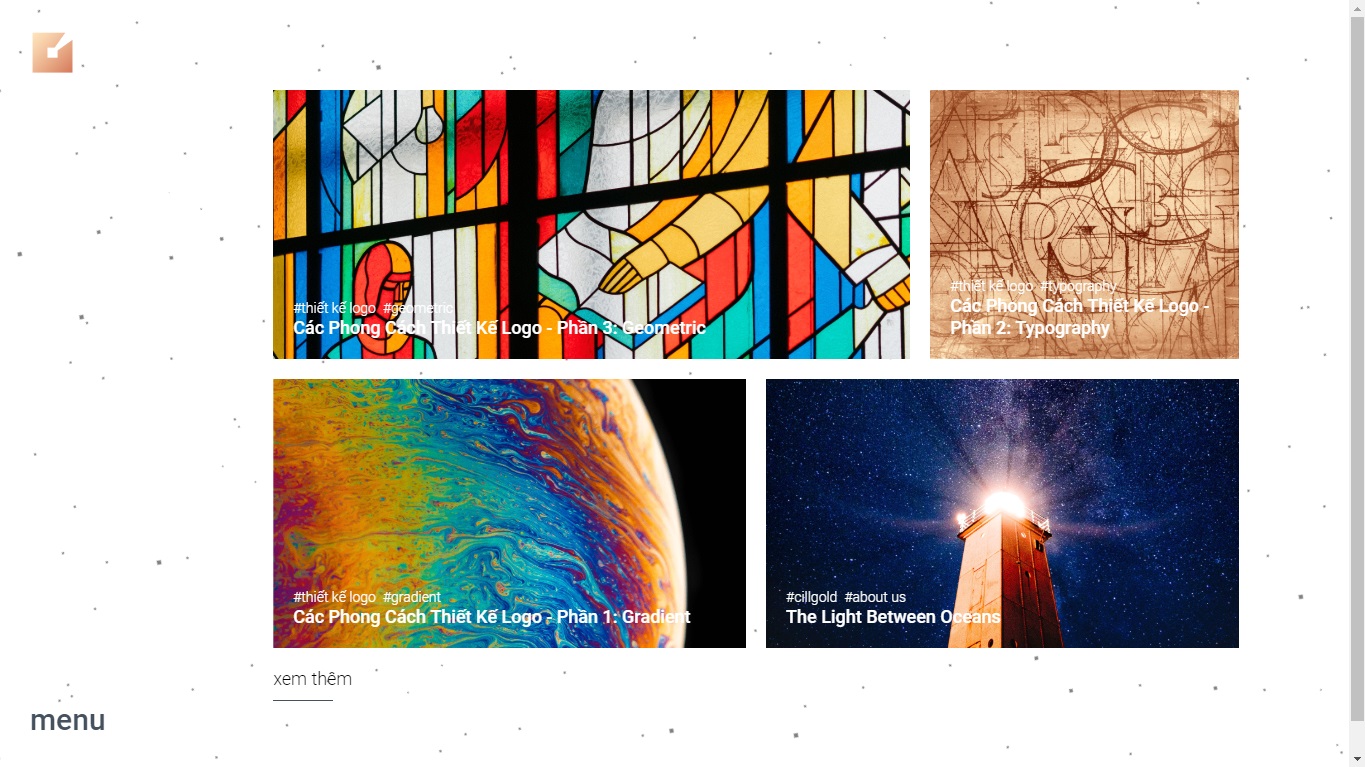 #thiết kế logo #geometric
Các Phong Cách Thiết Kế Logo - Phần 3: Geometric
#thiết kế logo #typography
Các Phong Cách Thiết Kế Logo -
Phần 2: Typography
#thiết kế logo #gradient
Các Phong Cách Thiết Kế Logo - Phần 1: Gradient
#cillgold #about us
The Light Between Oceans
xem thêm
menu